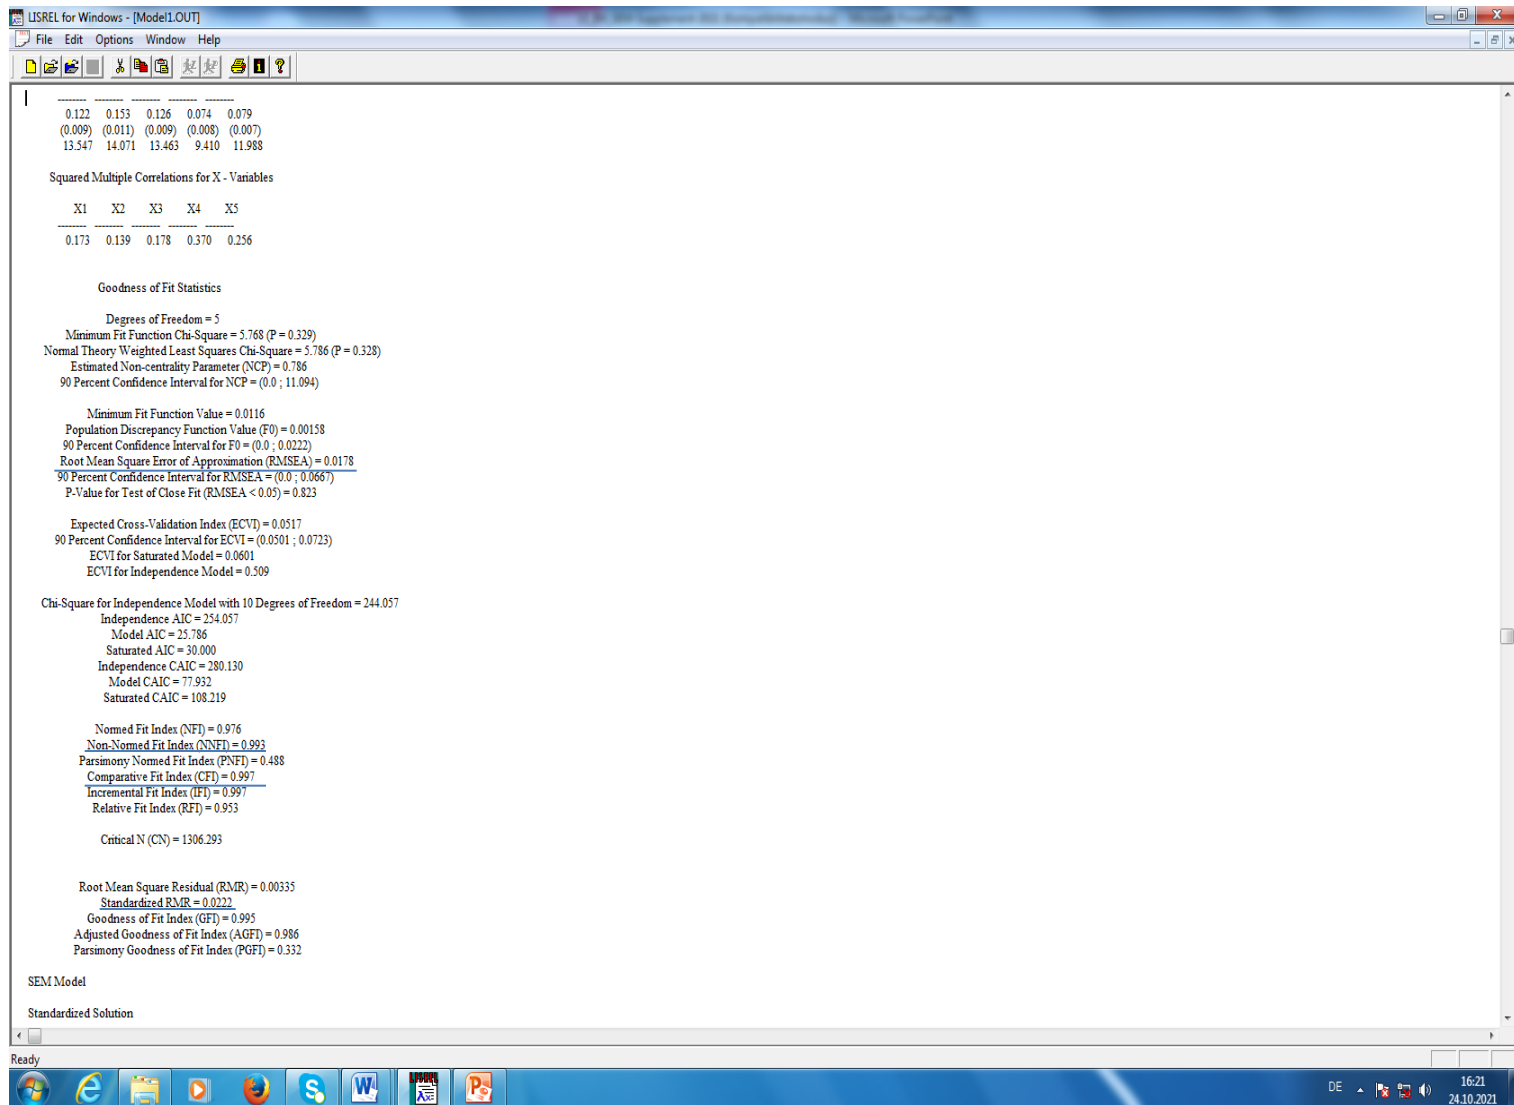 LISREL for Windows - [Model1.OUT]
File Edit Options Window Help
-------- -------- -------- -------- --------
0.122 0.153 0.126 0.074 0.079
(0.009) (0.011) (0.009) (0.008) (0.007)
13.547 14.071 13.463 9.410 11.988
Squared Multiple Correlations for X - Variables
X1 X2 X3 X4 X5
-------- -------- -------- -------- --------
0.173 0.139 0.178 0.370 0.256
Goodness of Fit Statistics
Degrees of Freedom = 5
Minimum Fit Function Chi-Square = 5.768 (P = 0.329)
Normal Theory Weighted Least Squares Chi-Square = 5.786 (P = 0.328)
Estimated Non-centrality Parameter (NCP) = 0.786
90 Percent Confidence Interval for NCP = (0.0 ; 11.094)
Minimum Fit Function Value = 0.0116
Population Discrepancy Function Value (F0) = 0.00158
90 Percent Confidence Interval for F0 = (0.0 ; 0.0222)
Root Mean Square Error of Approximation (RMSEA) = 0.0178
90 Percent Confidence Interval for RMSEA = (0.0 ; 0.0667)
P-Value for Test of Close Fit (RMSEA < 0.05) = 0.823
Expected Cross-Validation Index (ECVI) = 0.0517
90 Percent Confidence Interval for ECVI = (0.0501 ; 0.0723)
ECVI for Saturated Model = 0.0601
ECVI for Independence Model = 0.509
Chi-Square for Independence Model with 10 Degrees of Freedom = 244.057
Independence AIC = 254.057
Model AIC = 25.786
Saturated AIC = 30.000
Independence CAIC = 280.130
Model CAIC = 77.932
Saturated CAIC = 108.219
Normed Fit Index (NFI) = 0.976
Non-Normed Fit Index (NNFI) = 0.993
Parsimony Normed Fit Index (PNFI) = 0.488
Comparative Fit Index (CFI) = 0.997
Incremental Fit Index (IFI) = 0.997
Relative Fit Index (RFI) = 0.953
Critical N (CN) = 1306.293
Root Mean Square Residual (RMR) = 0.00335
Standardized RMR = 0.0222
Goodness of Fit Index (GFI) = 0.995
Adjusted Goodness of Fit Index (AGFI) = 0.986
Parsimony Goodness of Fit Index (PGFI) = 0.332
SEM Model
Standardized Solution
Ready
DE
16:21
24.10.2021